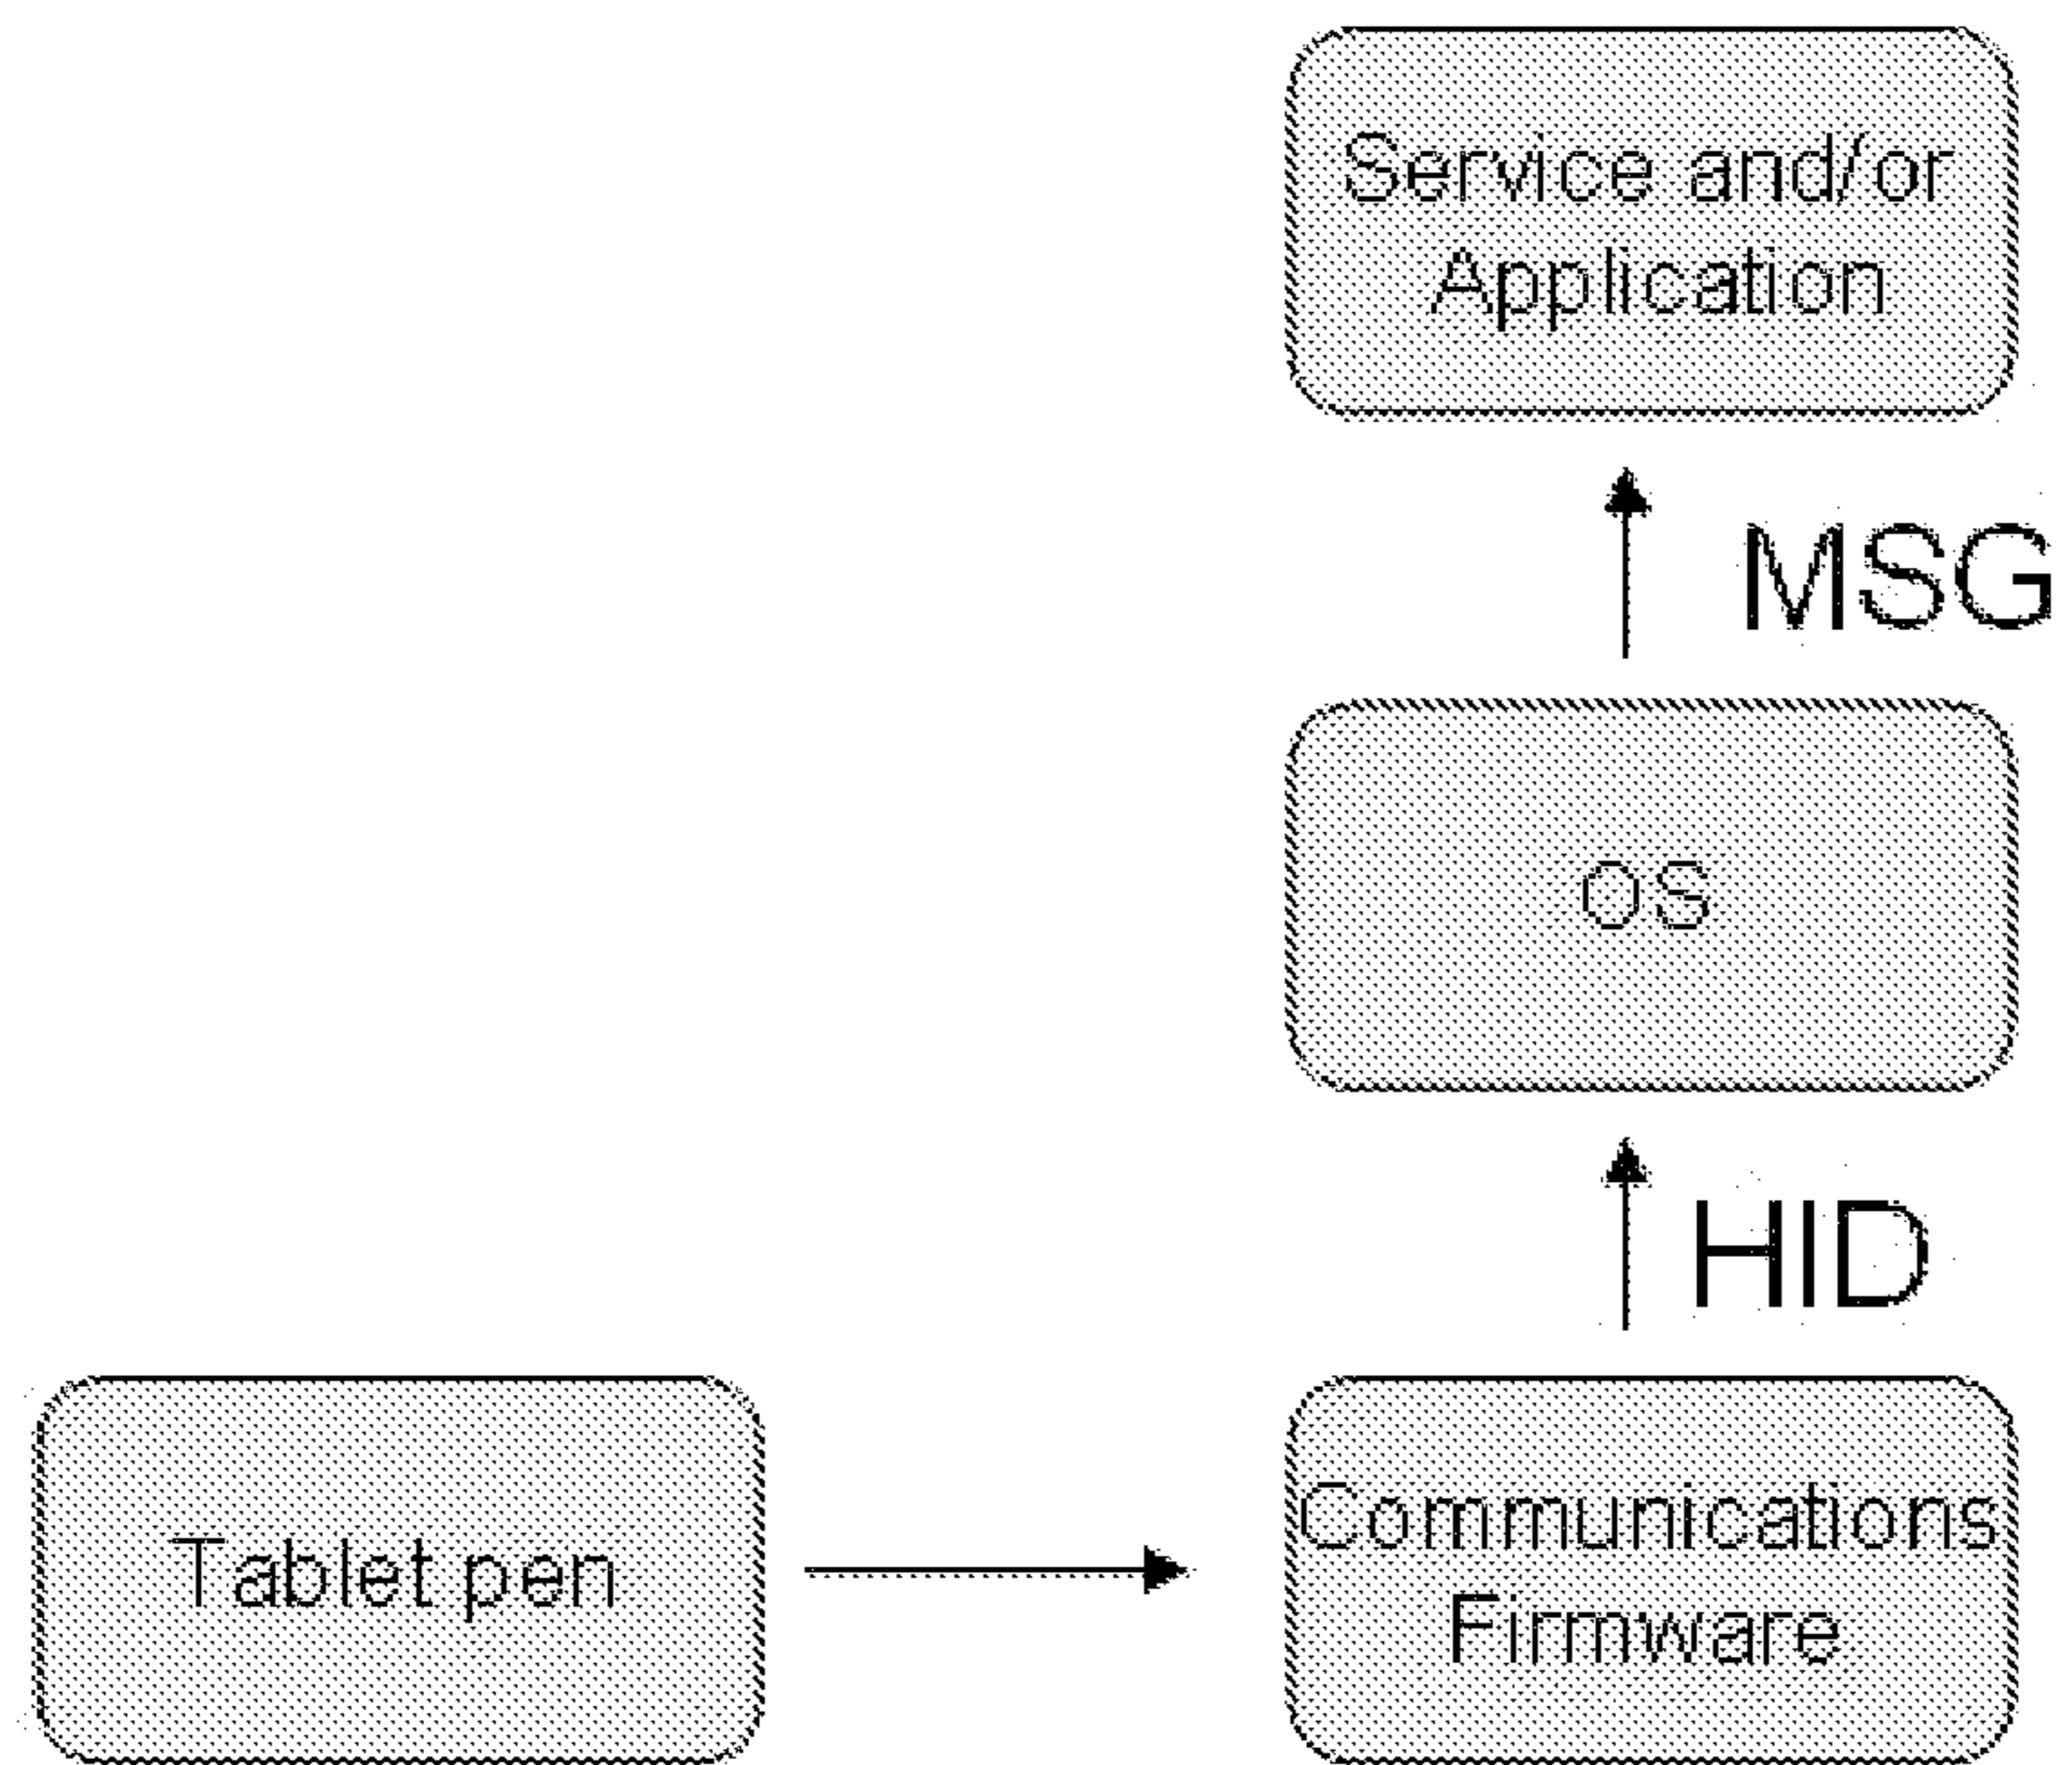 Service and/or
Application
MSG
OS
HID
Tablet pen
Communications
Firmware